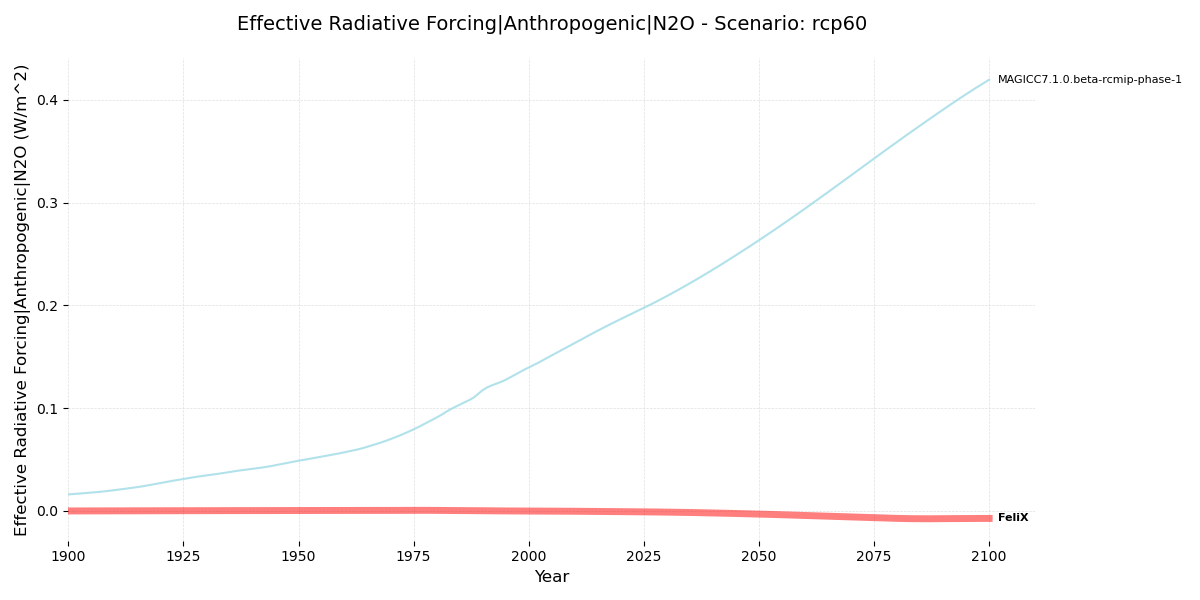 Effective Radiative Forcing|Anthropogenic|N2O - Scenario: rcp60
Effective Radiative Forcing|Anthropogenic|N2O (W/m^2)
0.4
0.3
0.2
0.1
0.0
MAGICC7.1.0.beta-rcmip-phase-1
FeliX
1900 1925 1950 1975 2000 2025 2050 2075 2100
Year